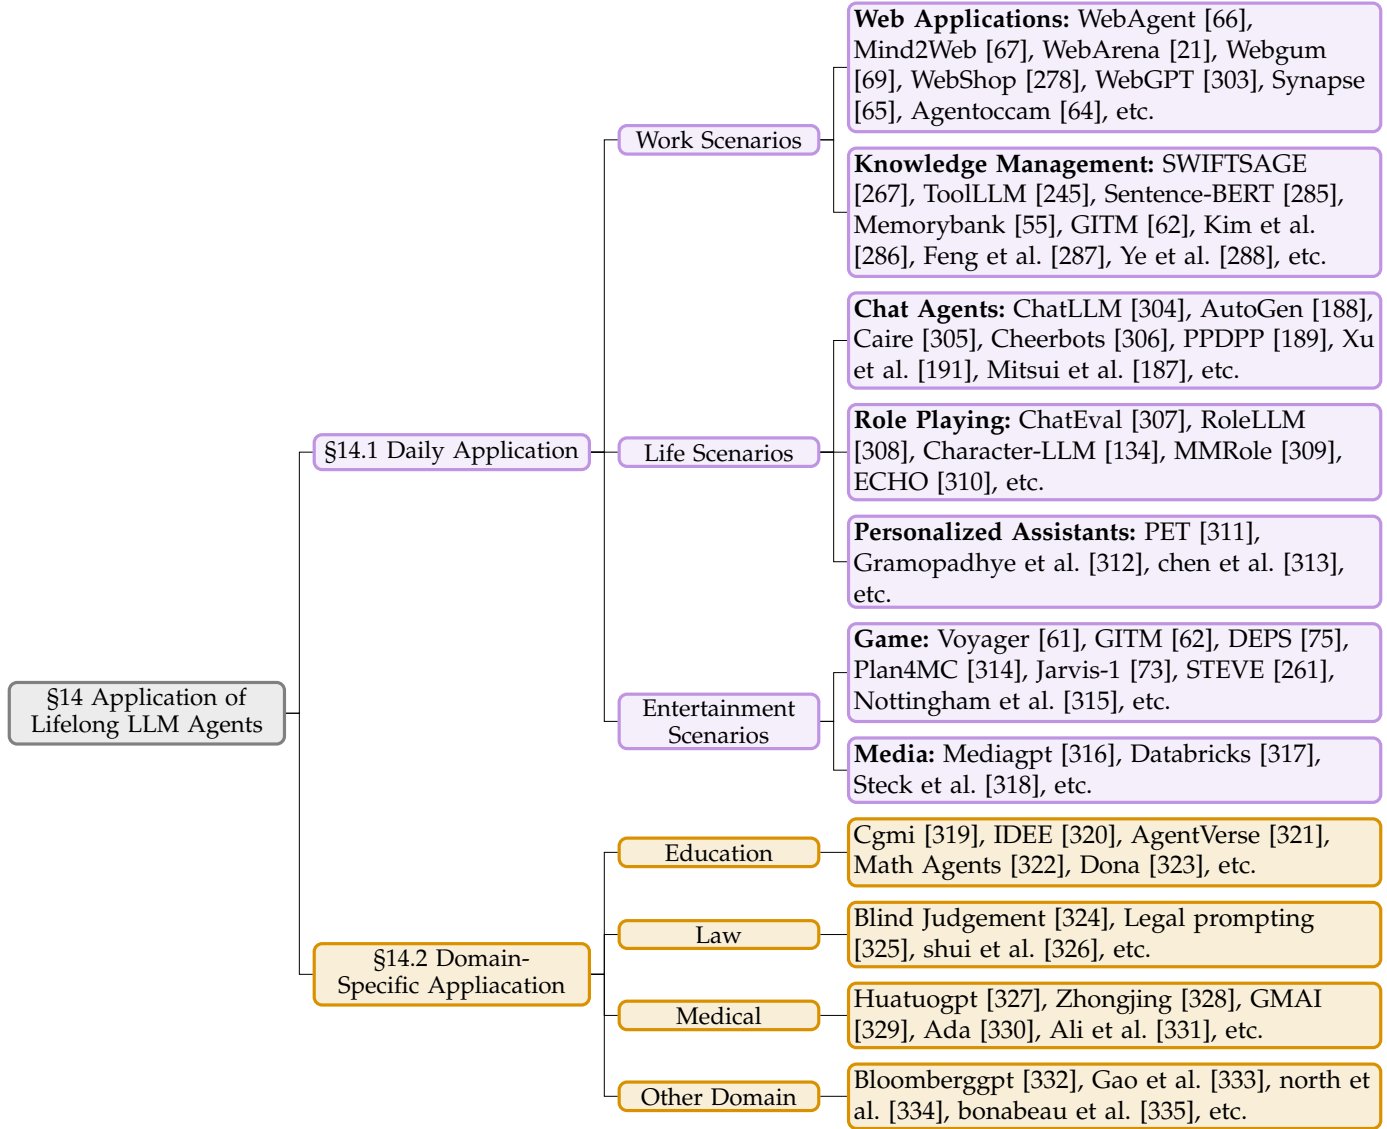 §14 Application of
Lifelong LLM Agents
§14.1 Daily Application
Work Scenarios
Web Applications: WebAgent [66],
Mind2Web [67], WebArena [21], Webgum
[69], WebShop [278], WebGPT [303], Synapse
[65], Agentoccam [64], etc.
Knowledge Management: SWIFTSAGE
[267], ToolLLM [245], Sentence-BERT [285],
Memorybank [55], GITM [62], Kim et al.
[286], Feng et al. [287], Ye et al. [288], etc.
Life Scenarios
Chat Agents: ChatLLM [304], AutoGen [188],
Caire [305], Cheerbots [306], PPDPP [189], Xu
et al. [191], Mitsui et al. [187], etc.
Role Playing: ChatEval [307], RoleLLM
[308], Character-LLM [134], MMRole [309],
ECHO [310], etc.
Personalized Assistants: PET [311],
Gramopadhye et al. [312], chen et al. [313],
etc.
Entertainment
Scenarios
Game: Voyager [61], GITM [62], DEPS [75],
Plan4MC [314], Jarvis-1 [73], STEVE [261],
Nottingham et al. [315], etc.
Media: Mediagpt [316], Databricks [317],
Steck et al. [318], etc.
§14.2 Domain-
Specific Appliacation
Education
Cgmi [319], IDEE [320], AgentVerse [321],
Math Agents [322], Dona [323], etc.
Law
Blind Judgement [324], Legal prompting
[325], shui et al. [326], etc.
Medical
Huatuogpt [327], Zhongjing [328], GMAI
[329], Ada [330], Ali et al. [331], etc.
Other Domain
Bloomberggpt [332], Gao et al. [333], north et
al. [334], bonabeau et al. [335], etc.